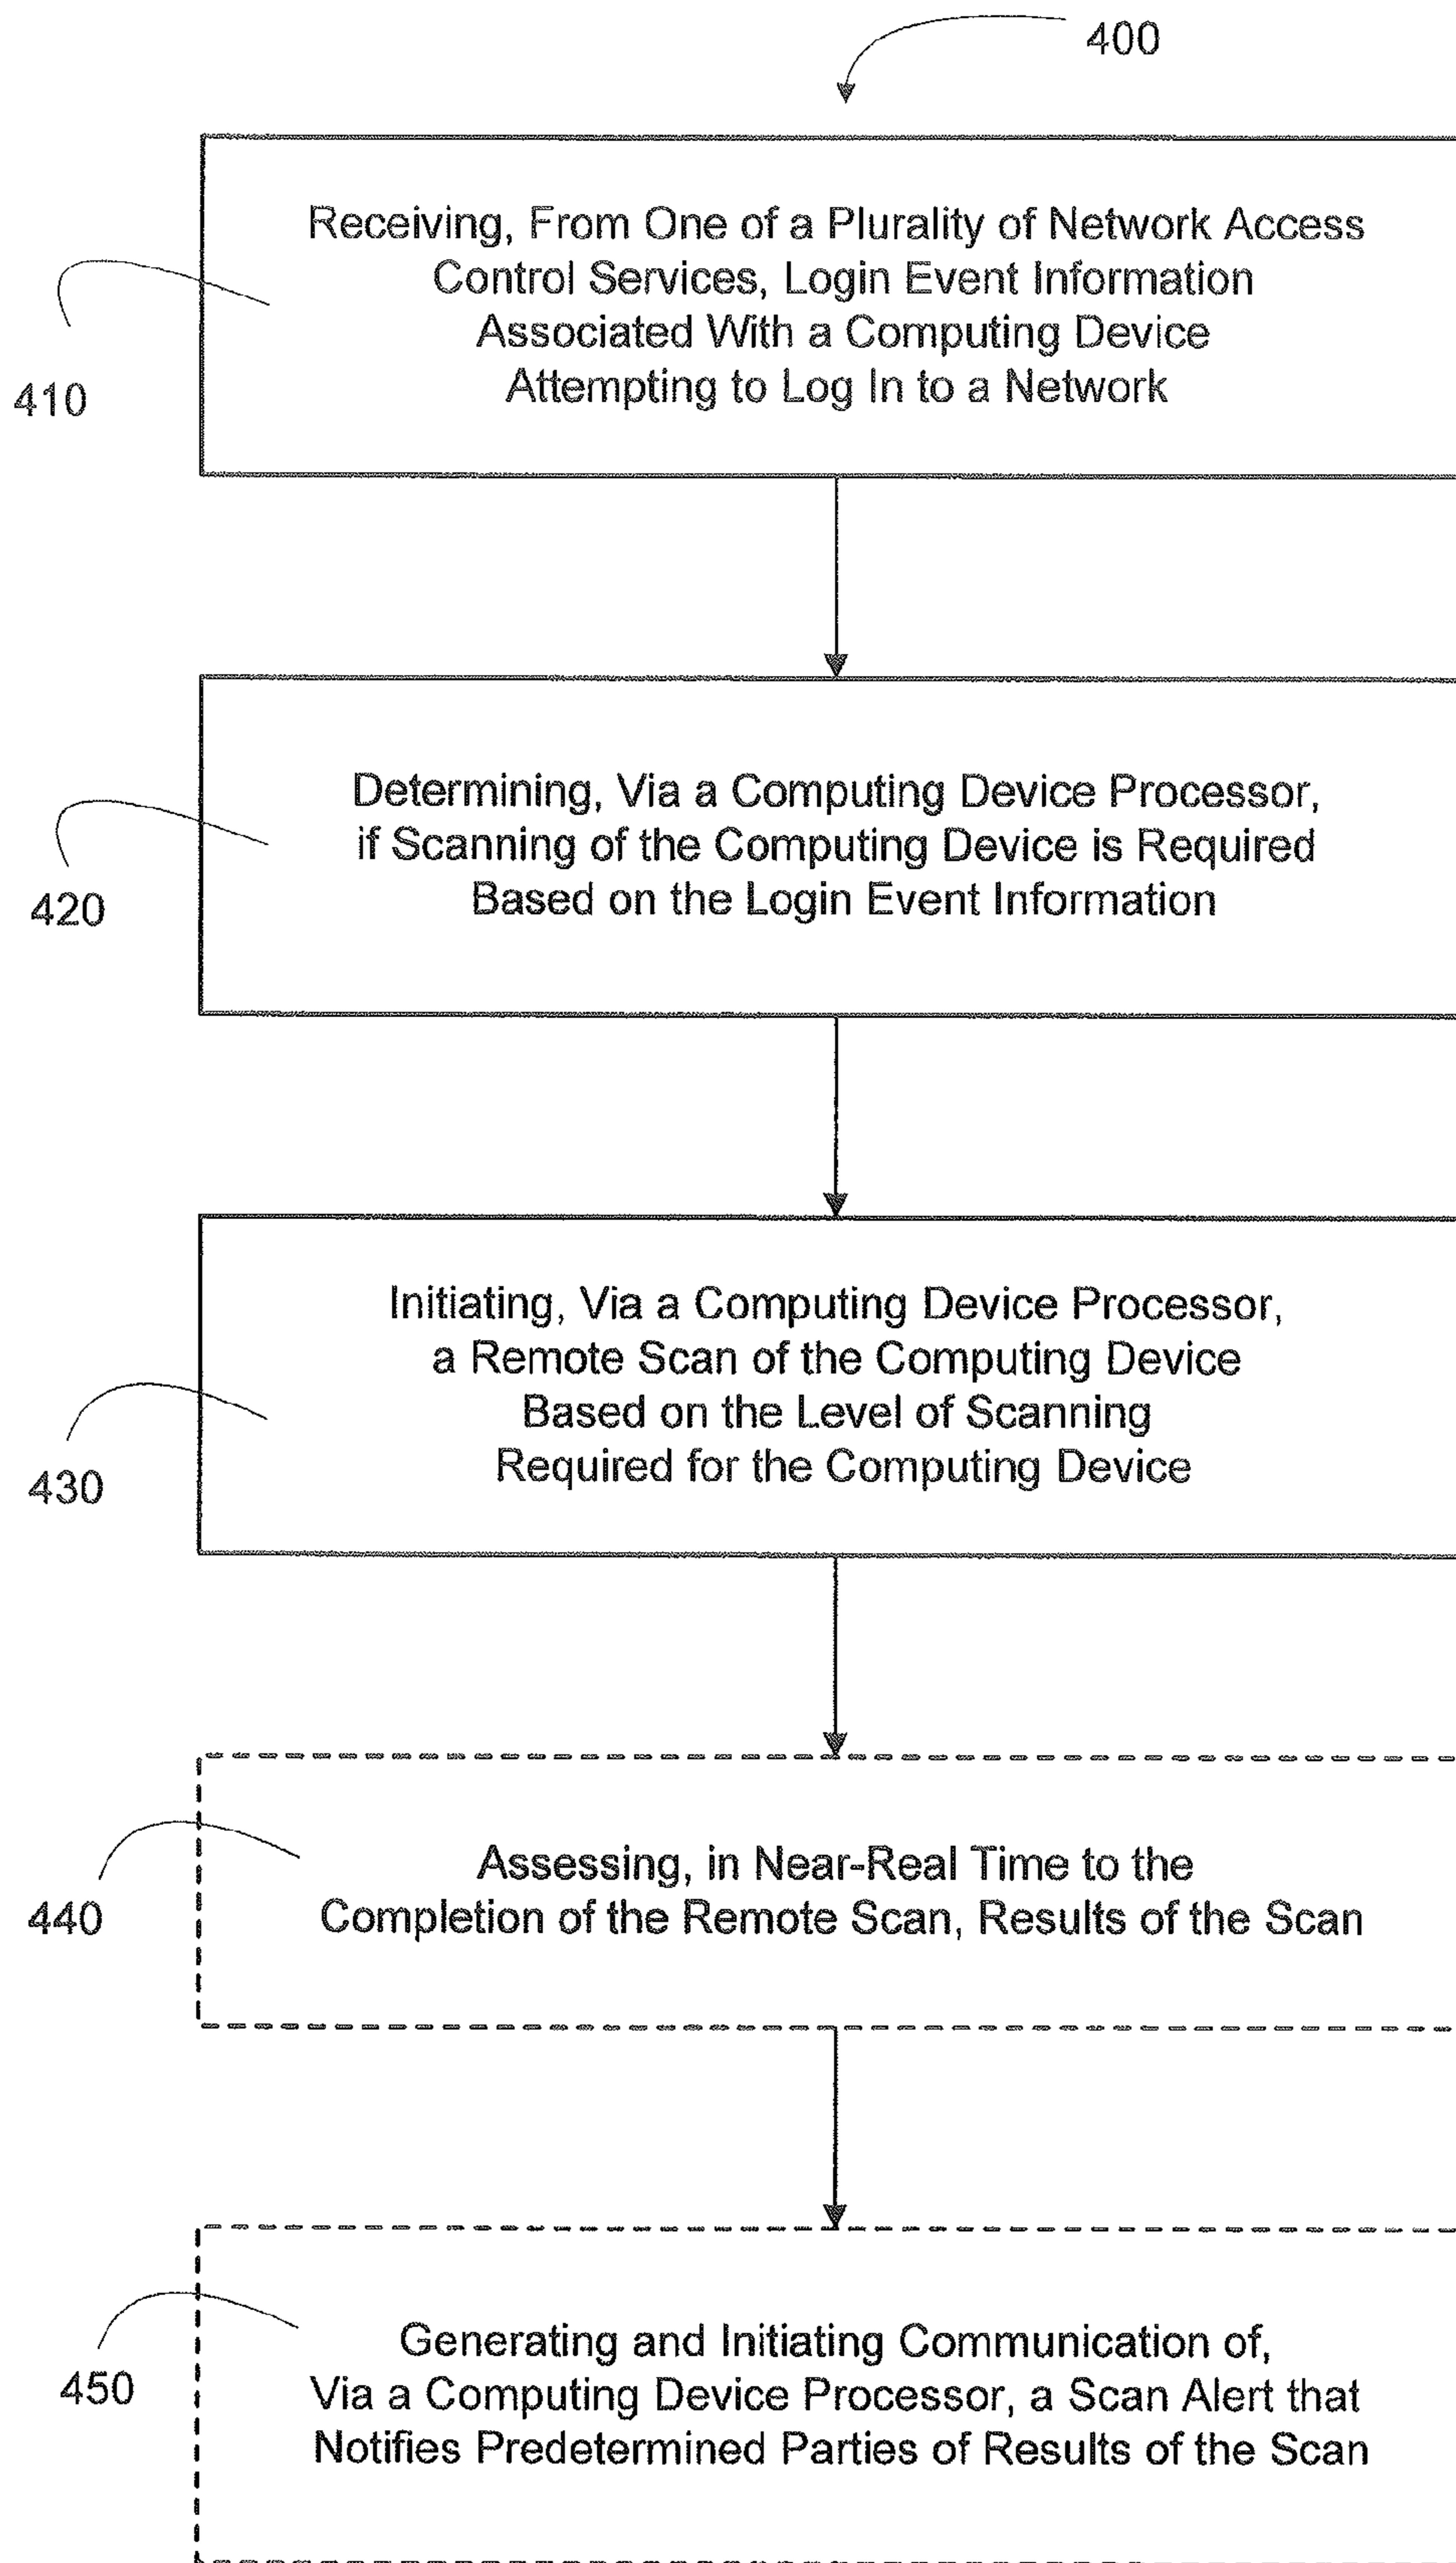 400
Receiving, From One of a Plurality of Network Access
Control Services, Login Event Information
Associated With a Computing Device
Attempting to Log In to a Network
410
Determining, Via a Computing Device Processor,
if Scanning of the Computing Device is Required
Based on the Login Event Information
420
Initiating, Via a Computing Device Processor,
a Remote Scan of the Computing Device
Based on the Level of Scanning
Required for the Computing Device
430
Assessing, in Near-Real Time to the
Completion of the Remote Scan, Results of the Scan
440
Generating and Initiating Communication of,
Via a Computing Device Processor, a Scan Alert that
Notifies Predetermined Parties of Results of the Scan
450